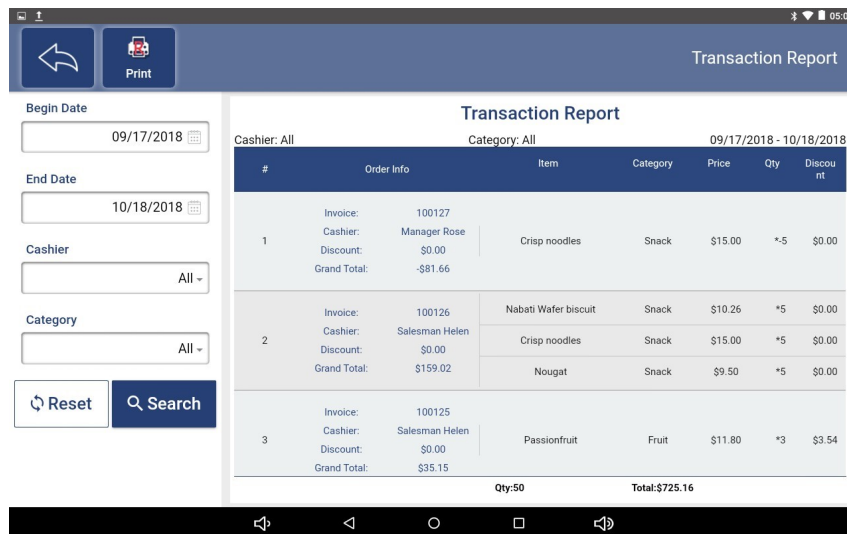 05:0
Print
Transaction Report
Begin Date
09/17/2018
End Date
10/18/2018
Cashier
All
Category
All
Reset
Search
Transaction Report
Cashier: All Category: All 09/17/2018 - 10/18/2018
# Order Info Item Category Price Qty Discou
nt
1
Invoice: 100127
Cashier: Manager Rose
Discount: $0.00
Grand Total: -$81.66
Crisp noodles Snack $15.00 *-5 $0.00
2
Invoice: 100126
Cashier: Salesman Helen
Discount: $0.00
Grand Total: $159.02
Nabati Wafer biscuit Snack $10.26 *5 $0.00
Crisp noodles Snack $15.00 *5 $0.00
Nougat Snack $9.50 *5 $0.00
3
Invoice: 100125
Cashier: Salesman Helen
Discount: $0.00
Grand Total: $35.15
Passionfruit Fruit $11.80 *3 $3.54
Qty:50 Total:$725.16